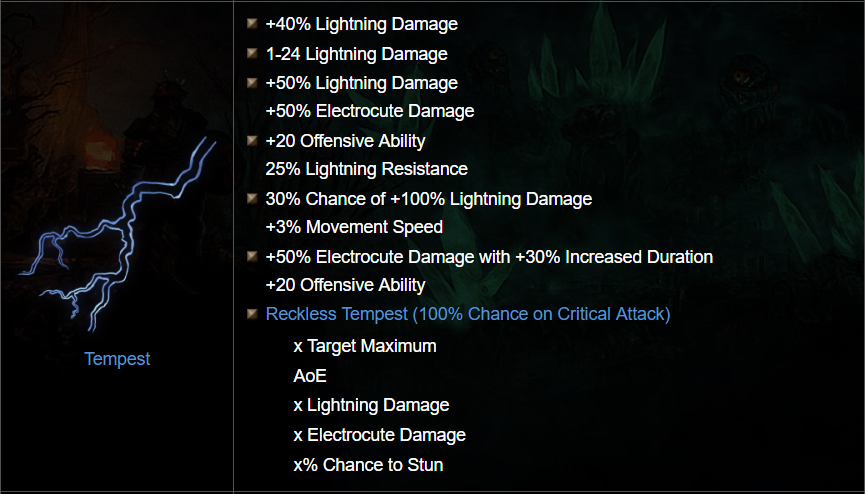 +40% Lightning Damage
1-24 Lightning Damage
+50% Lightning Damage
+50% Electrocute Damage
+20 Offensive Ability
25% Lightning Resistance
30% Chance of +100% Lightning Damage
+3% Movement Speed
+50% Electrocute Damage with +30% Increased Duration
+20 Offensive Ability
Reckless Tempest (100% Chance on Critical Attack)
x Target Maximum
AoE
x Lightning Damage
x Electrocute Damage
x% Chance to Stun
Tempest